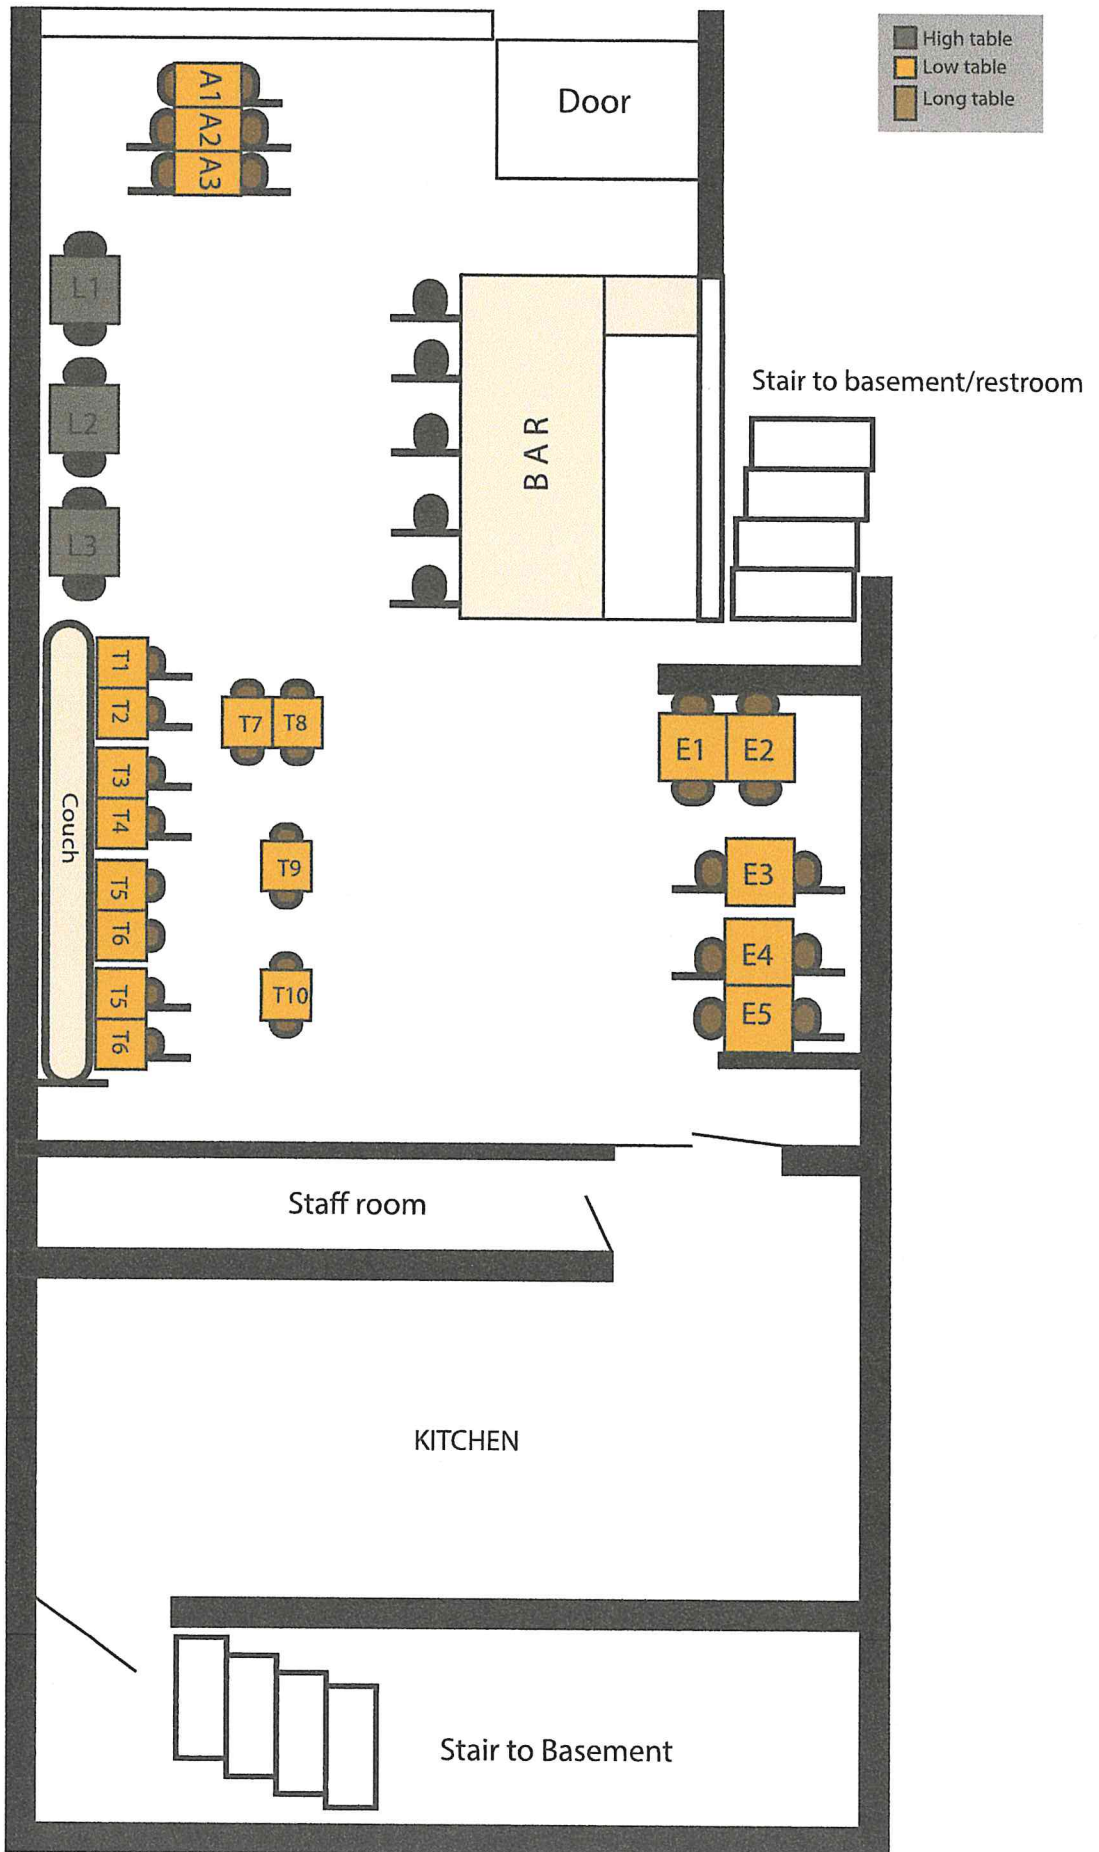 High table
Low table
Long table
Door
A1
A2
A3
L1
L2
L3
BAR
Stair to basement/restroom
Couch
T1
T2
T3
T4
T5
T6
T5
T6
T7
T8
T9
T10
E1
E2
E3
E4
E5
Staff room
KITCHEN
Stair to Basement